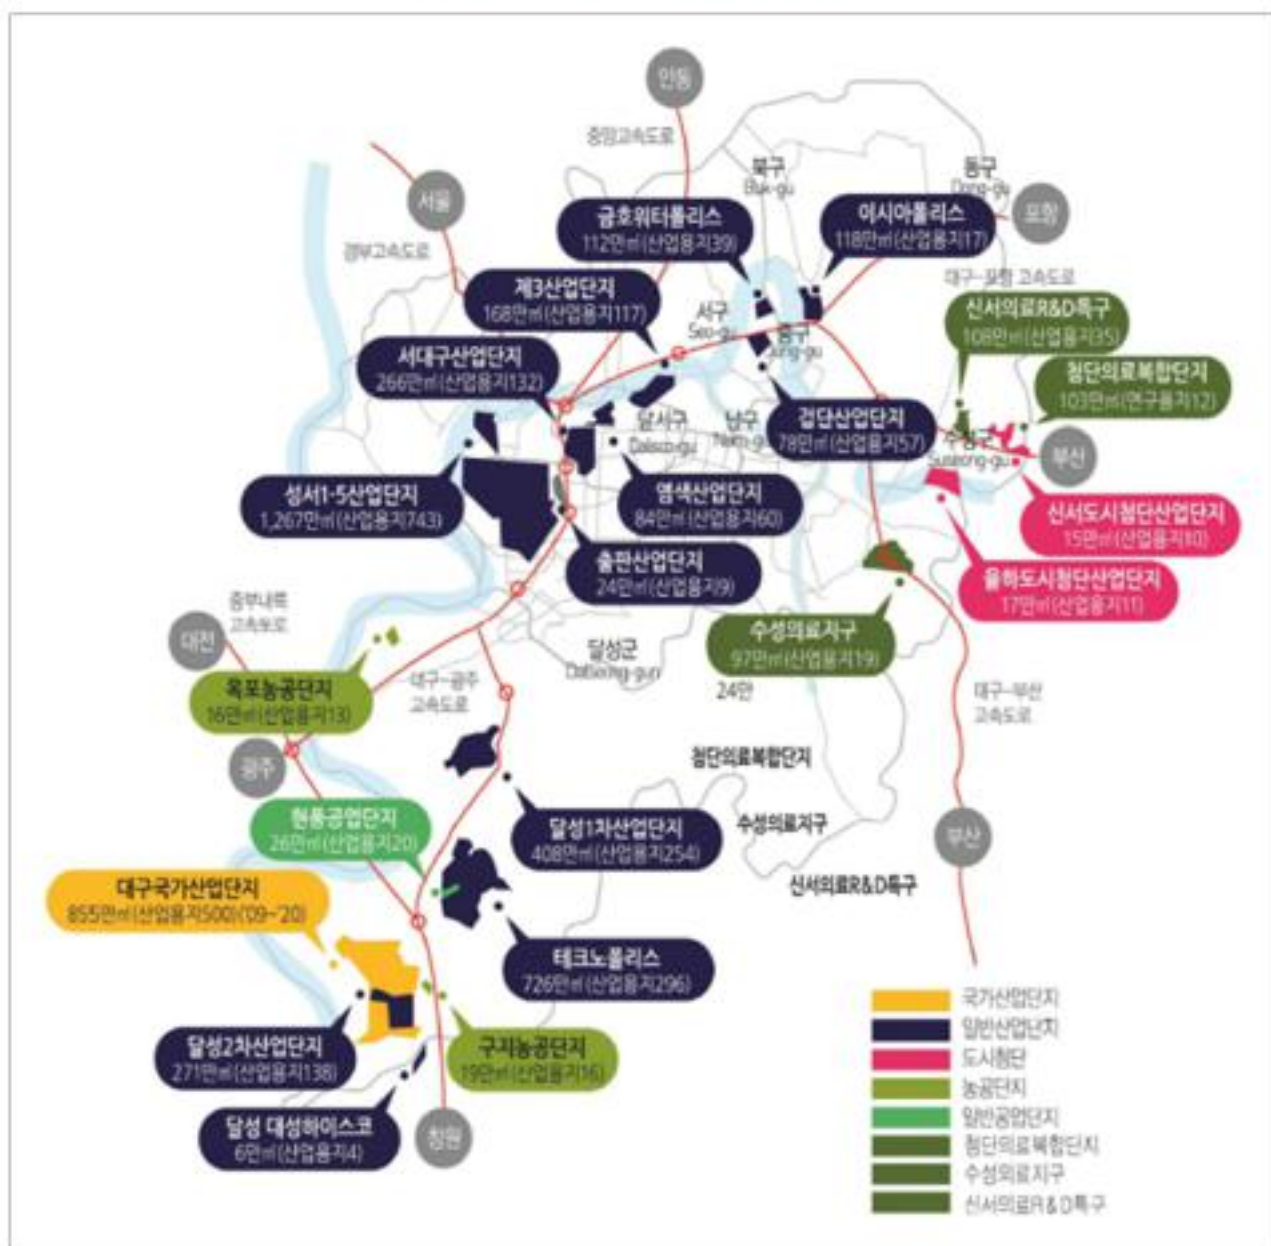 안동
중앙고속도로
북구
Buk-gu
동구
Dong-gu
서울
포항
금호워터폴리스
112만㎡(산업용지39)
이시아폴리스
118만㎡(산업용지17)
경부고속도로
대구-포항 고속도로
제3산업단지
168만㎡(산업용지117)
서구
Seo-gu
중구
Jung-gu
신서의료R&D특구
108만㎡(산업용지35)
서대구산업단지
266만㎡(산업용지132)
첨단의료복합단지
103만㎡(연구용지12)
달서구
Dalseo-gu
남구
Nam-gu
검단산업단지
78만㎡(산업용지57)
수성구
Suseong-gu
부산
성서1-5산업단지
1,267만㎡(산업용지743)
염색산업단지
84만㎡(산업용지60)
신서도시첨단산업단지
15만㎡(산업용지10)
출판산업단지
24만㎡(산업용지9)
율하도시첨단산업단지
17만㎡(산업용지11)
중부내륙
고속도로
대전
달성군
Dalseong-gun
수성의료지구
97만㎡(산업용지19)
24만
옥포농공단지
16만㎡(산업용지13)
대구-광주
고속도로
대구-부산
고속도로
광주
첨단의료복합단지
현풍공업단지
26만㎡(산업용지20)
달성1차산업단지
408만㎡(산업용지254)
수성의료지구
부산
대구국가산업단지
855만㎡(산업용지500)('09~'20)
신서의료R&D특구
테크노폴리스
726만㎡(산업용지296)
달성2차산업단지
271만㎡(산업용지138)
구지농공단지
19만㎡(산업용지16)
달성 대성하이스코
6만㎡(산업용지4)
창원
국가산업단지
일반산업단지
도시첨단
농공단지
일반공업단지
첨단의료복합단지
수성의료지구
신서의료R&D특구